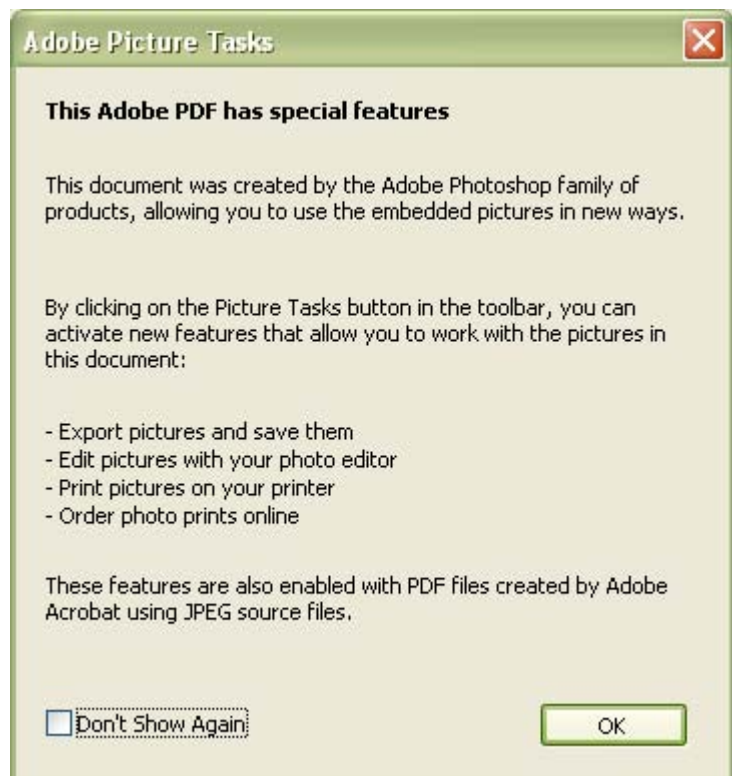 Adobe Picture Tasks
This Adobe PDF has special features
This document was created by the Adobe Photoshop family of
products, allowing you to use the embedded pictures in new ways.
By clicking on the Picture Tasks button in the toolbar, you can
activate new features that allow you to work with the pictures in
this document:
- Export pictures and save them
- Edit pictures with your photo editor
- Print pictures on your printer
- Order photo prints online
These features are also enabled with PDF files created by Adobe
Acrobat using JPEG source files.
Don't Show Again
OK